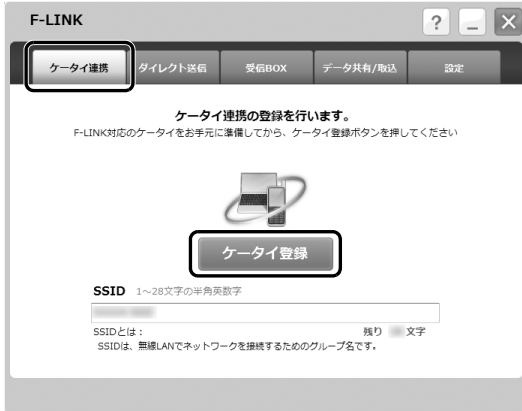 F-LINK
? _ ×
ケータイ連携 ダイレクト送信 受信BOX データ共有/取込 設定
ケータイ連携の登録を行います。
F-LINK対応のケータイをお手元に準備してから、ケータイ登録ボタンを押してください
ケータイ登録
SSID 1～28文字の半角英数字
SSIDとは： 残り 文字
SSIDは、無線LANでネットワークを接続するためのグループ名です。